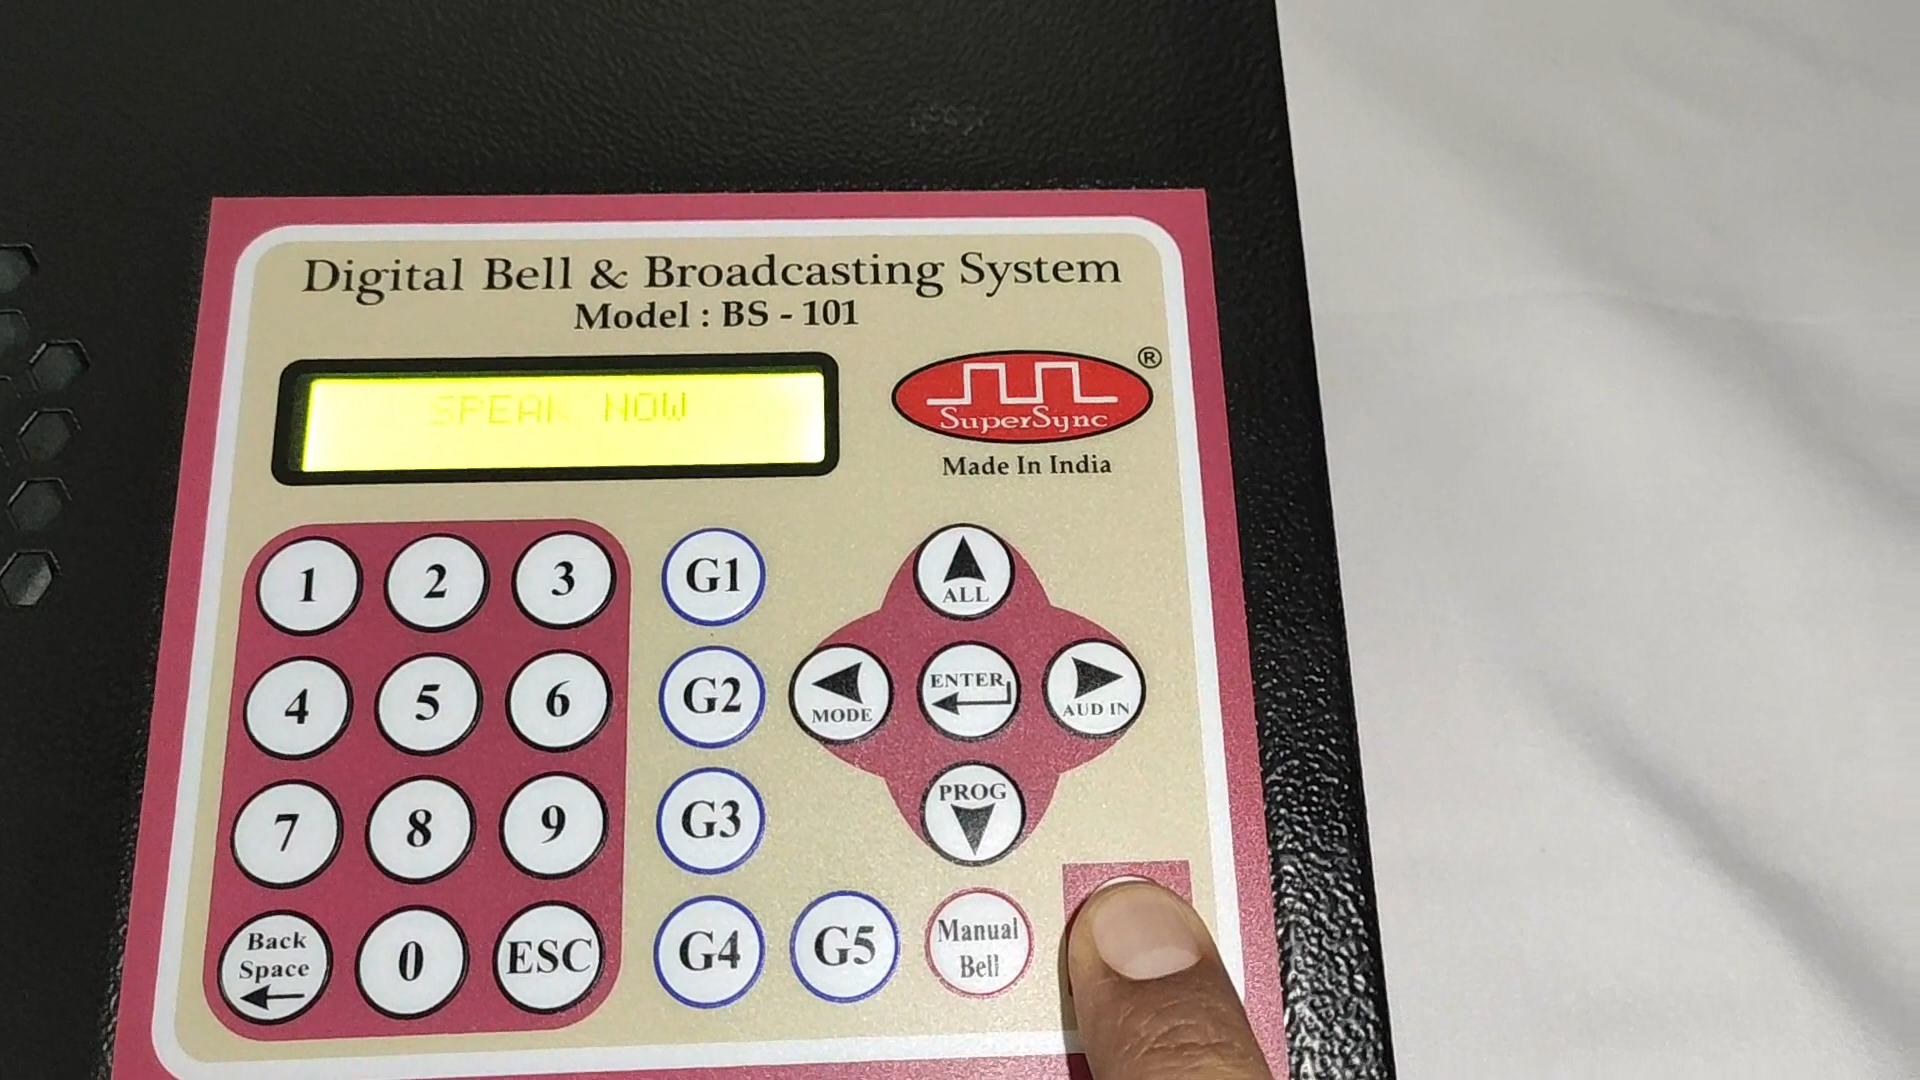 Digital Bell & Broadcasting System
Model : BS - 101
SPEAK NOW
SuperSync
®
Made In India
1 2 3
4 5 6
7 8 9
Back Space 0 ESC
G1
G2
G3
G4 G5
ALL
MODE ENTER AUD IN
PROG
Manual Bell